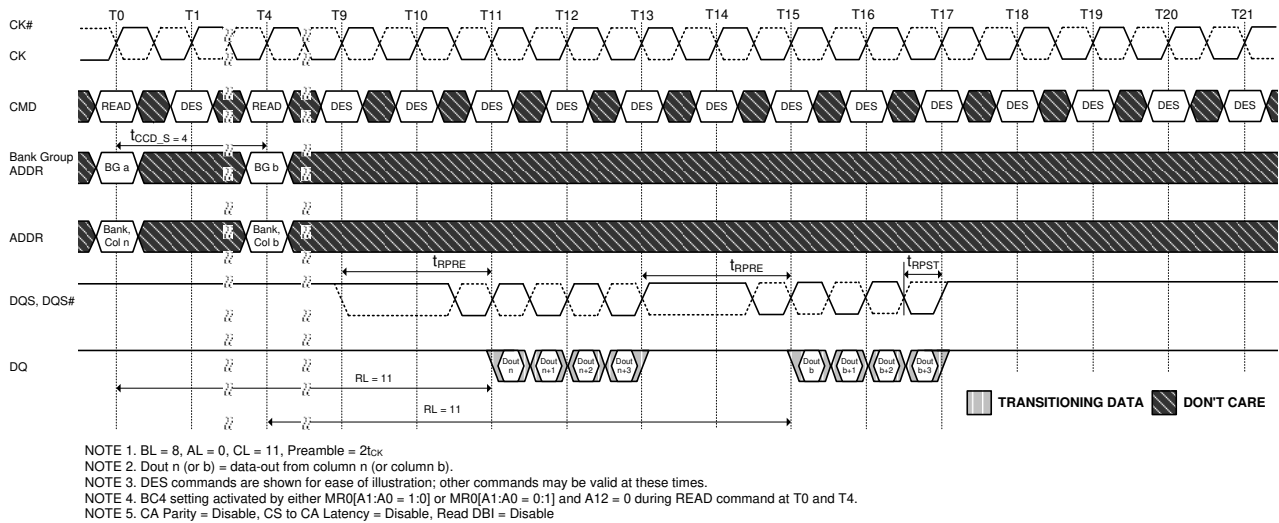 T0 T1 T4 T9 T10 T11 T12 T13 T14 T15 T16 T17 T18 T19 T20 T21
CK#
CK
CMD READ DES READ DES DES DES DES DES DES DES DES DES DES DES DES DES
tCCD_S = 4
Bank Group
ADDR
BG a BG b
ADDR
Bank,
Col n
Bank,
Col b
tRPRE tRPRE tRPST
DQS, DQS#
DQ
Dout
n
Dout
n+1
Dout
n+2
Dout
n+3
Dout
b
Dout
b+1
Dout
b+2
Dout
b+3
RL = 11
RL = 11
TRANSITIONING DATA DON'T CARE
NOTE 1. BL = 8, AL = 0, CL = 11, Preamble = 2tCK
NOTE 2. Dout n (or b) = data-out from column n (or column b).
NOTE 3. DES commands are shown for ease of illustration; other commands may be valid at these times.
NOTE 4. BC4 setting activated by either MR0[A1:A0 = 1:0] or MR0[A1:A0 = 0:1] and A12 = 0 during READ command at T0 and T4.
NOTE 5. CA Parity = Disable, CS to CA Latency = Disable, Read DBI = Disable